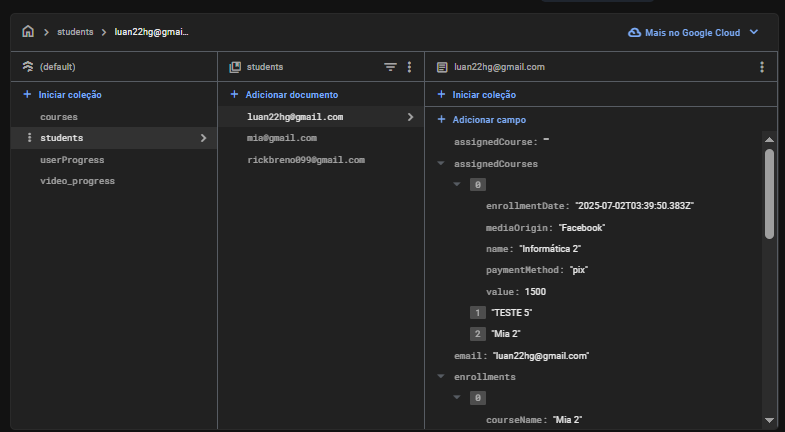 students
luan22hg@gmai...
Mais no Google Cloud
(default)
Iniciar coleção
courses
students
userProgress
video_progress
students
Adicionar documento
luan22hg@gmail.com
mia@gmail.com
rickbreno099@gmail.com
luan22hg@gmail.com
Iniciar coleção
Adicionar campo
assignedCourse: ""
assignedCourses
0
enrollmentDate: "2025-07-02T03:39:50.383Z"
mediaOrigin: "Facebook"
name: "Informática 2"
paymentMethod: "pix"
value: 1500
1 "TESTE 5"
2 "Mia 2"
email: "luan22hg@gmail.com"
enrollments
0
courseName: "Mia 2"